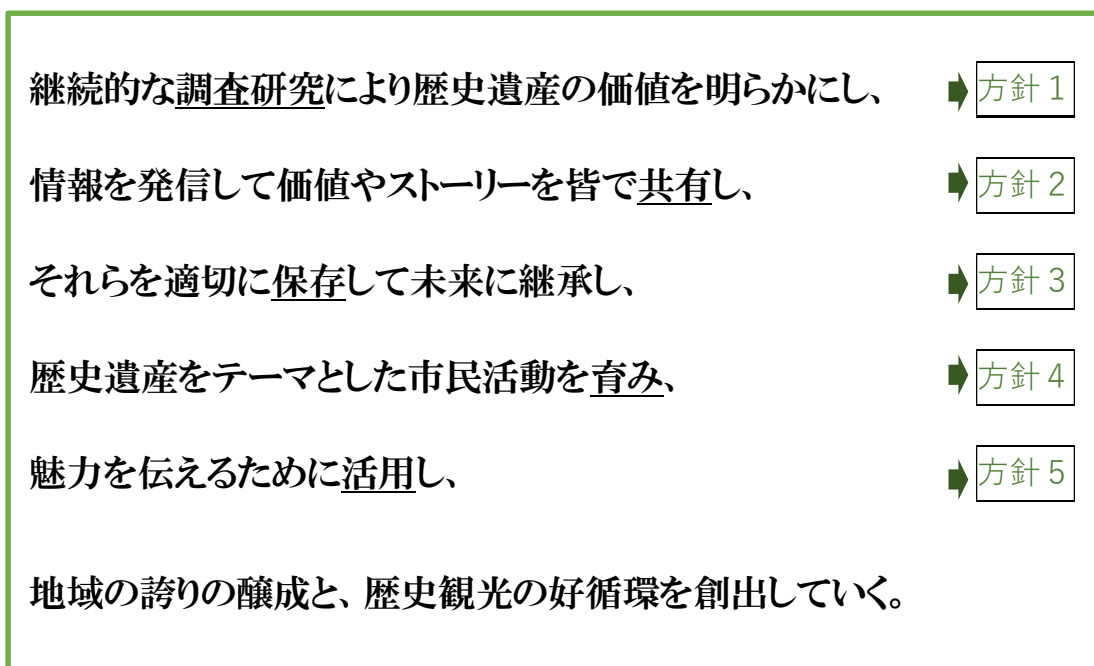 継続的な調査研究により歴史遺産の価値を明らかにし、 方針1
情報を発信して価値やストーリーを皆で共有し、 方針2
それらを適切に保存して未来に継承し、 方針3
歴史遺産をテーマとした市民活動を育み、 方針4
魅力を伝えるために活用し、 方針5
地域の誇りの醸成と、歴史観光の好循環を創出していく。